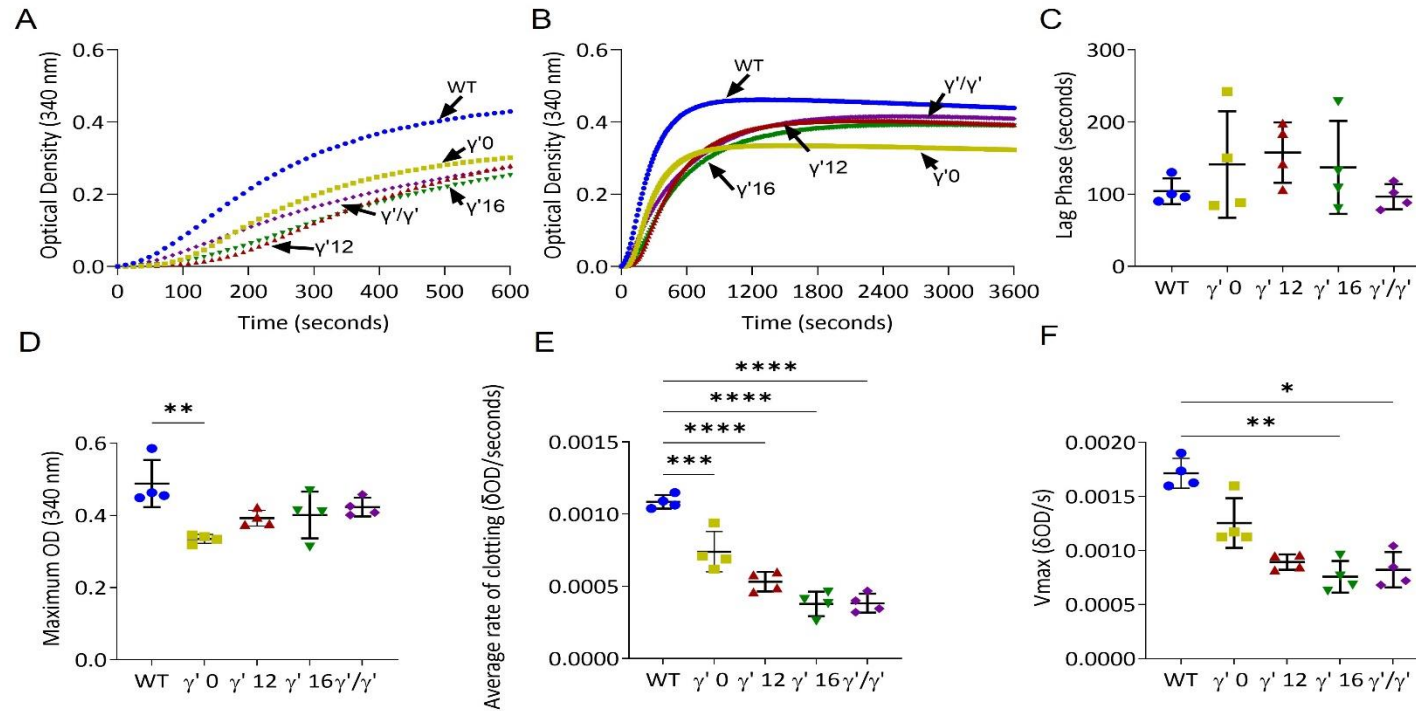 A
Optical Density (340 nm)
0.6
0.4
0.2
0.0
WT
γ'0
γ'/γ'
γ'16
γ'12
0 100 200 300 400 500 600
Time (seconds)
B
Optical Density (340 nm)
0.6
0.4
0.2
0.0
WT
γ'/γ'
γ'12
γ'16
γ'0
0 600 1200 1800 2400 3000 3600
Time (seconds)
C
Lag Phase (seconds)
300
200
100
0
WT γ' 0 γ' 12 γ' 16 γ'/γ'
D
Maximum OD (340 nm)
**
0.6
0.4
0.2
0.0
WT γ' 0 γ' 12 γ' 16 γ'/γ'
E
Average rate of clotting (δOD/seconds)
****
****
****
***
0.0015
0.0010
0.0005
0.0000
WT γ' 0 γ' 12 γ' 16 γ'/γ'
F
Vmax (δOD/s)
*
**
0.0020
0.0015
0.0010
0.0005
0.0000
WT γ' 0 γ' 12 γ' 16 γ'/γ'